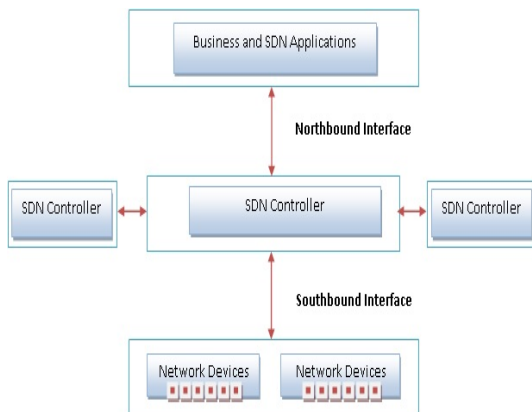 Business and SDN Applications
Northbound Interface
SDN Controller
SDN Controller
SDN Controller
Southbound Interface
Network Devices
Network Devices